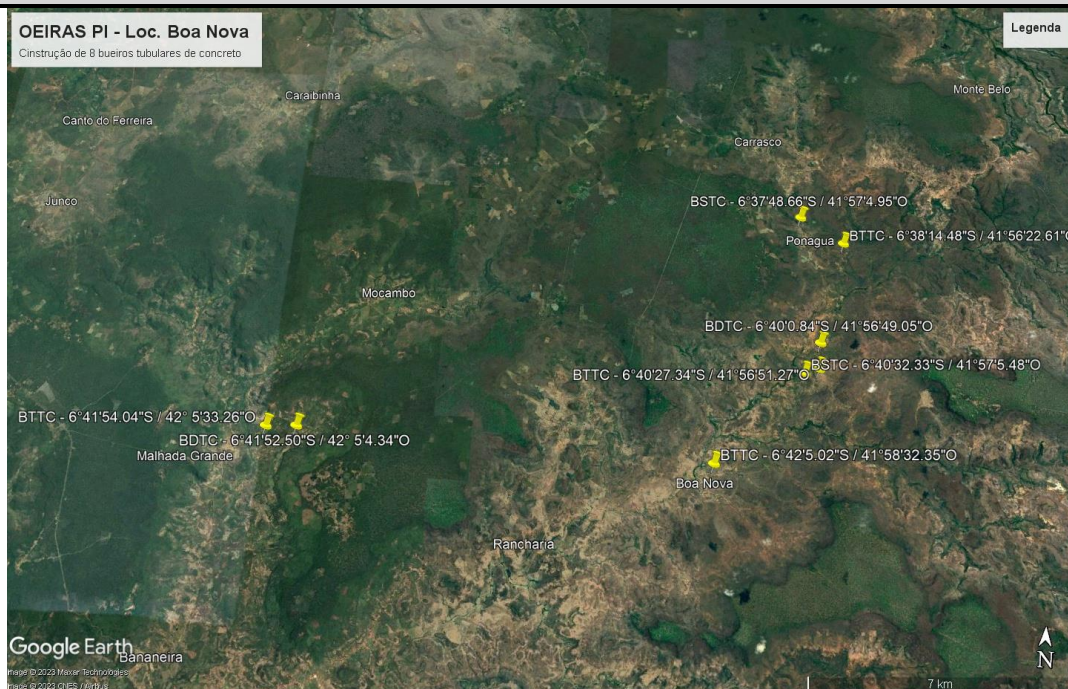 OEIRAS PI - Loc. Boa Nova
Cinstrução de 8 bueiros tubulares de concreto
Legenda
Monte Belo
Caraibinha
Canto do Ferreira
Carrasco
Junco
BSTC - 6°37'48.66"S / 41°57'4.95"O
Ponagua
BTTC - 6°38'14.48"S / 41°56'22.61"O
Mocambo
BDTC - 6°40'0.84"S / 41°56'49.05"O
BSTC - 6°40'32.33"S / 41°57'5.48"O
BTTC - 6°40'27.34"S / 41°56'51.27"O
BTTC - 6°41'54.04"S / 42° 5'33.26"O
BDTC - 6°41'52.50"S / 42° 5'4.34"O
Malhada Grande
BTTC - 6°42'5.02"S / 41°58'32.35"O
Boa Nova
Rancharia
Google Earth
Bananeira
N
mage © 2023 Maxar Technologies
mage © 2023 CNES / Airbus
7 km